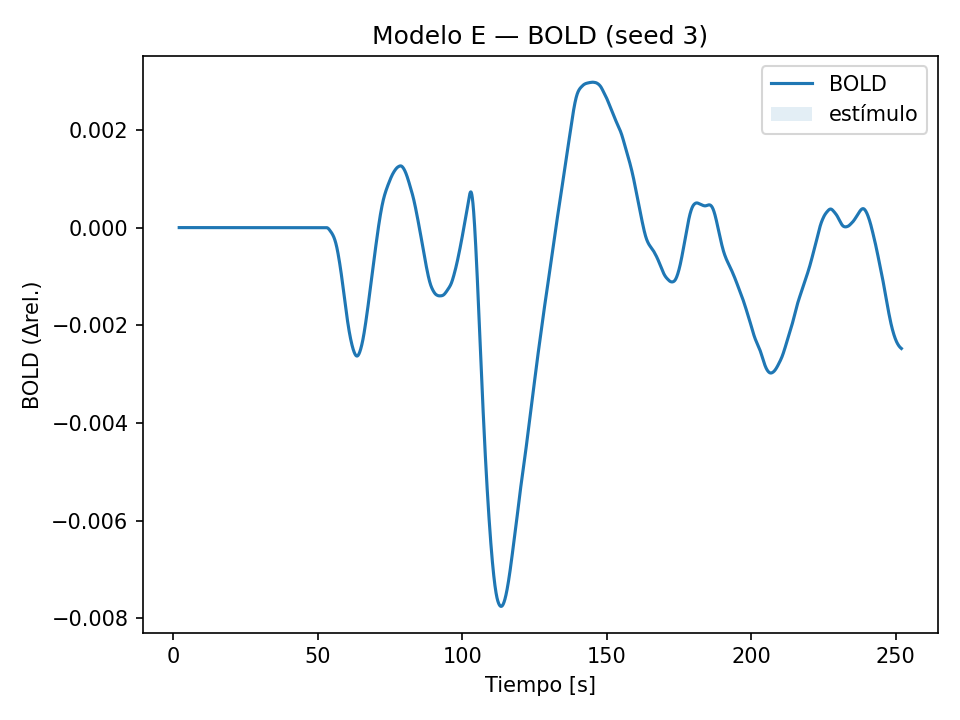 Modelo E — BOLD (seed 3)
BOLD
estímulo
BOLD (Δrel.)
0.002
0.000
−0.002
−0.004
−0.006
−0.008
0
50
100
150
200
250
Tiempo [s]